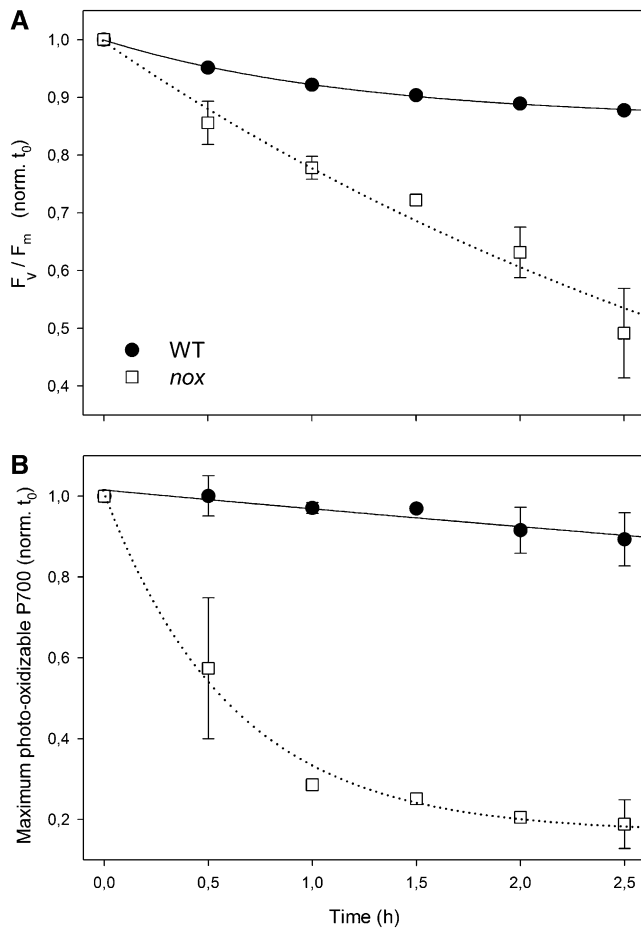 A
1,0
0,9
0,8
0,7
0,6
0,5
0,4
Fv / Fm (norm. t0)
WT
nox
B
1,0
0,8
0,6
0,4
0,2
Maximum photo-oxidizable P700 (norm. t0)
0,0 0,5 1,0 1,5 2,0 2,5
Time (h)